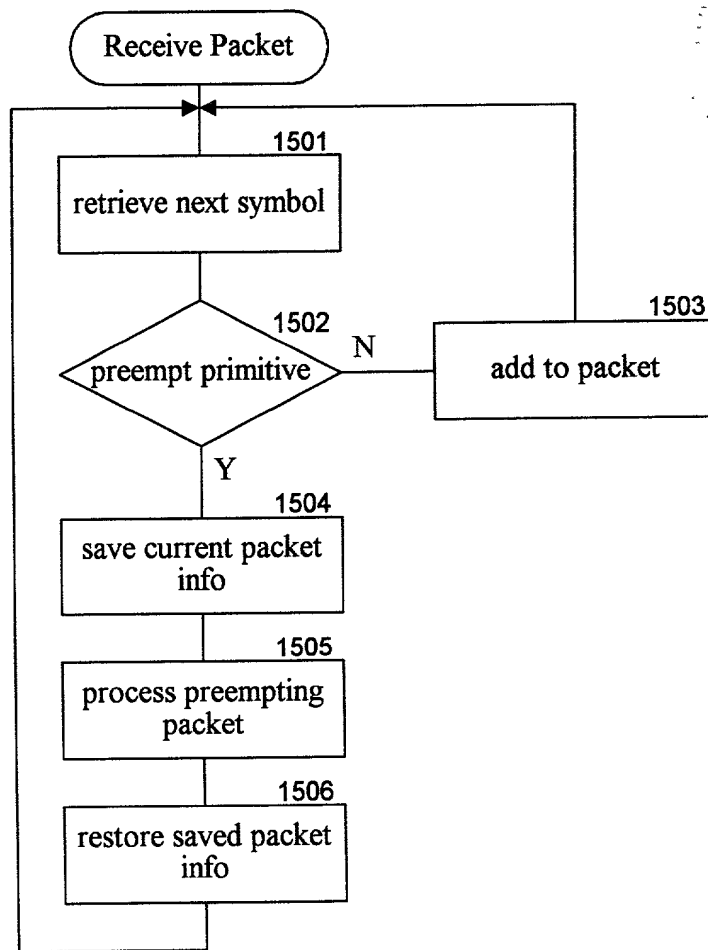 Receive Packet
1501
retrieve next symbol
1502
preempt primitive
N
1503
add to packet
Y
1504
save current packet
info
1505
process preempting
packet
1506
restore saved packet
info